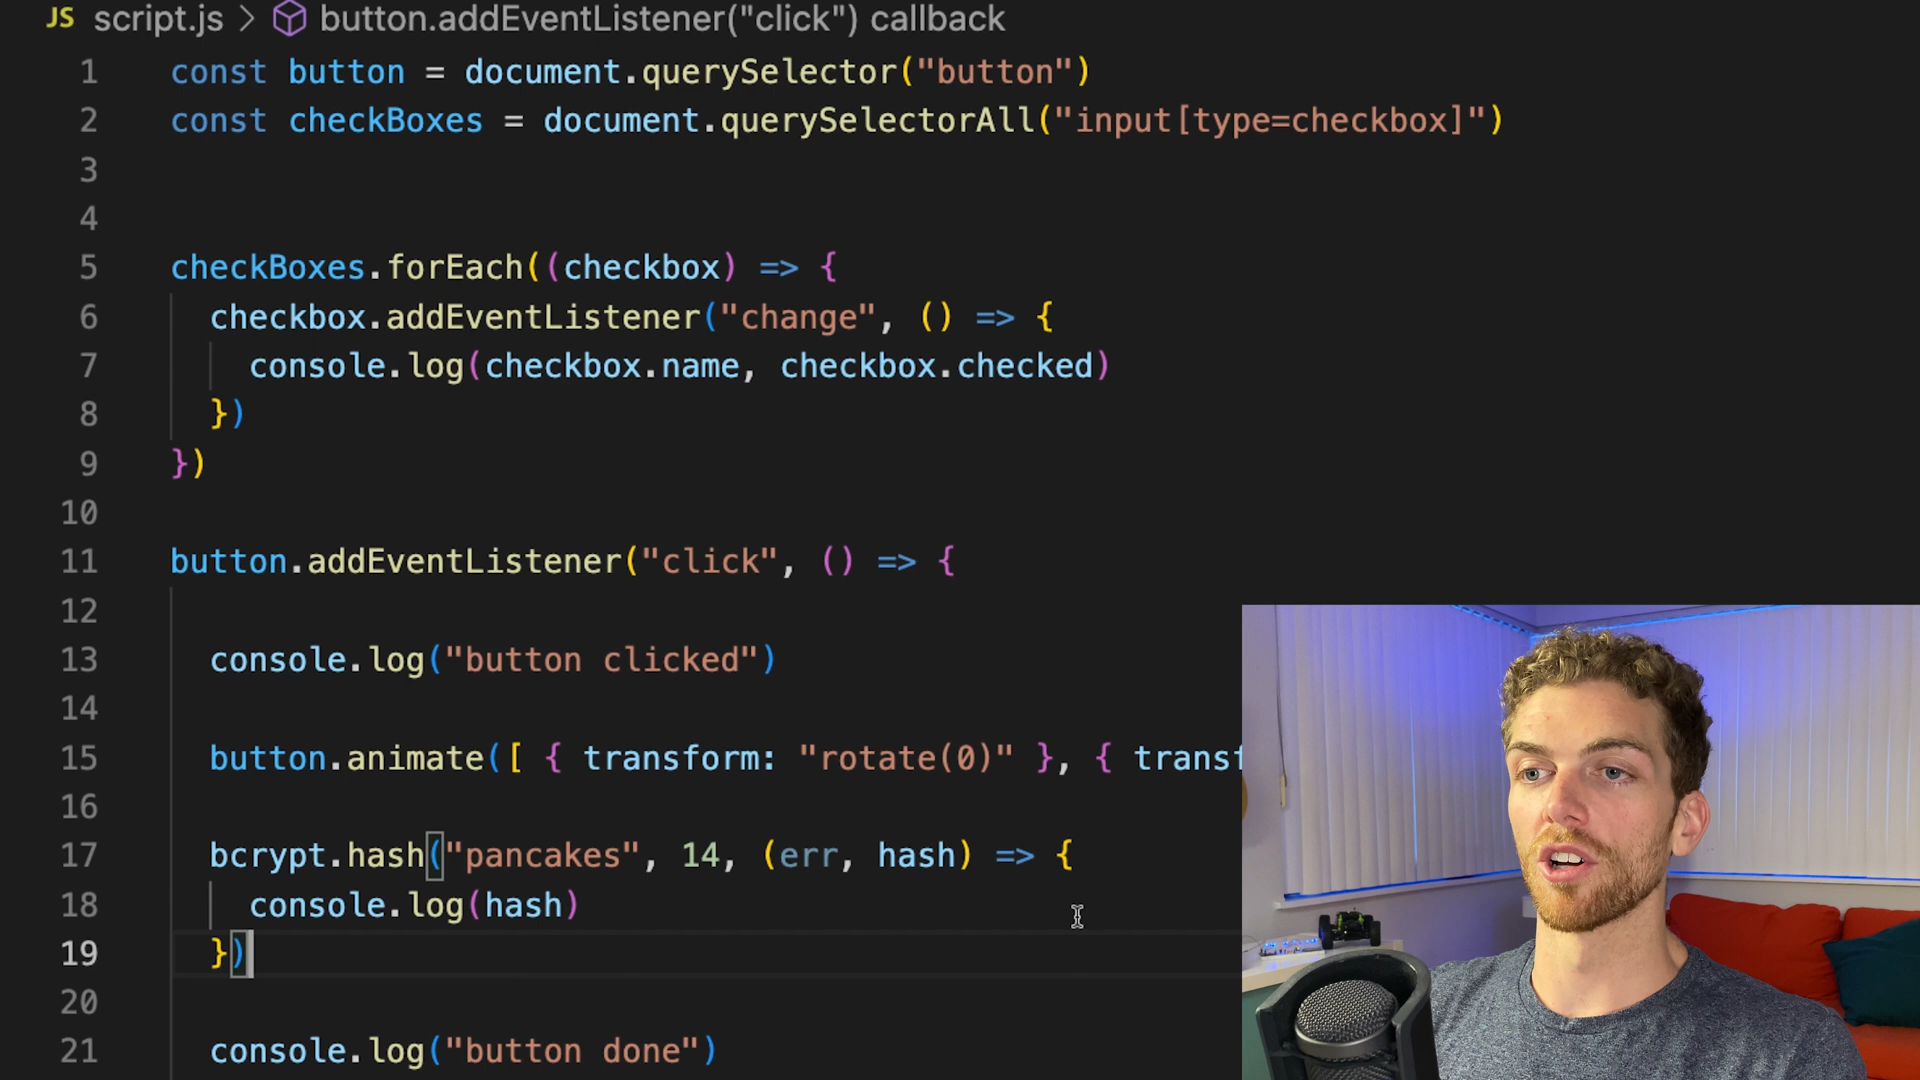 JS script.js > button.addEventListener("click") callback
1 const button = document.querySelector("button")
2 const checkBoxes = document.querySelectorAll("input[type=checkbox]")
3
4
5 checkBoxes.forEach((checkbox) => {
6 checkbox.addEventListener("change", () => {
7 console.log(checkbox.name, checkbox.checked)
8 })
9 })
10
11 button.addEventListener("click", () => {
12
13 console.log("button clicked")
14
15 button.animate([ { transform: "rotate(0)" }, { transf
16
17 bcrypt.hash("pancakes", 14, (err, hash) => {
18 console.log(hash)
19 })
20
21 console.log("button done")